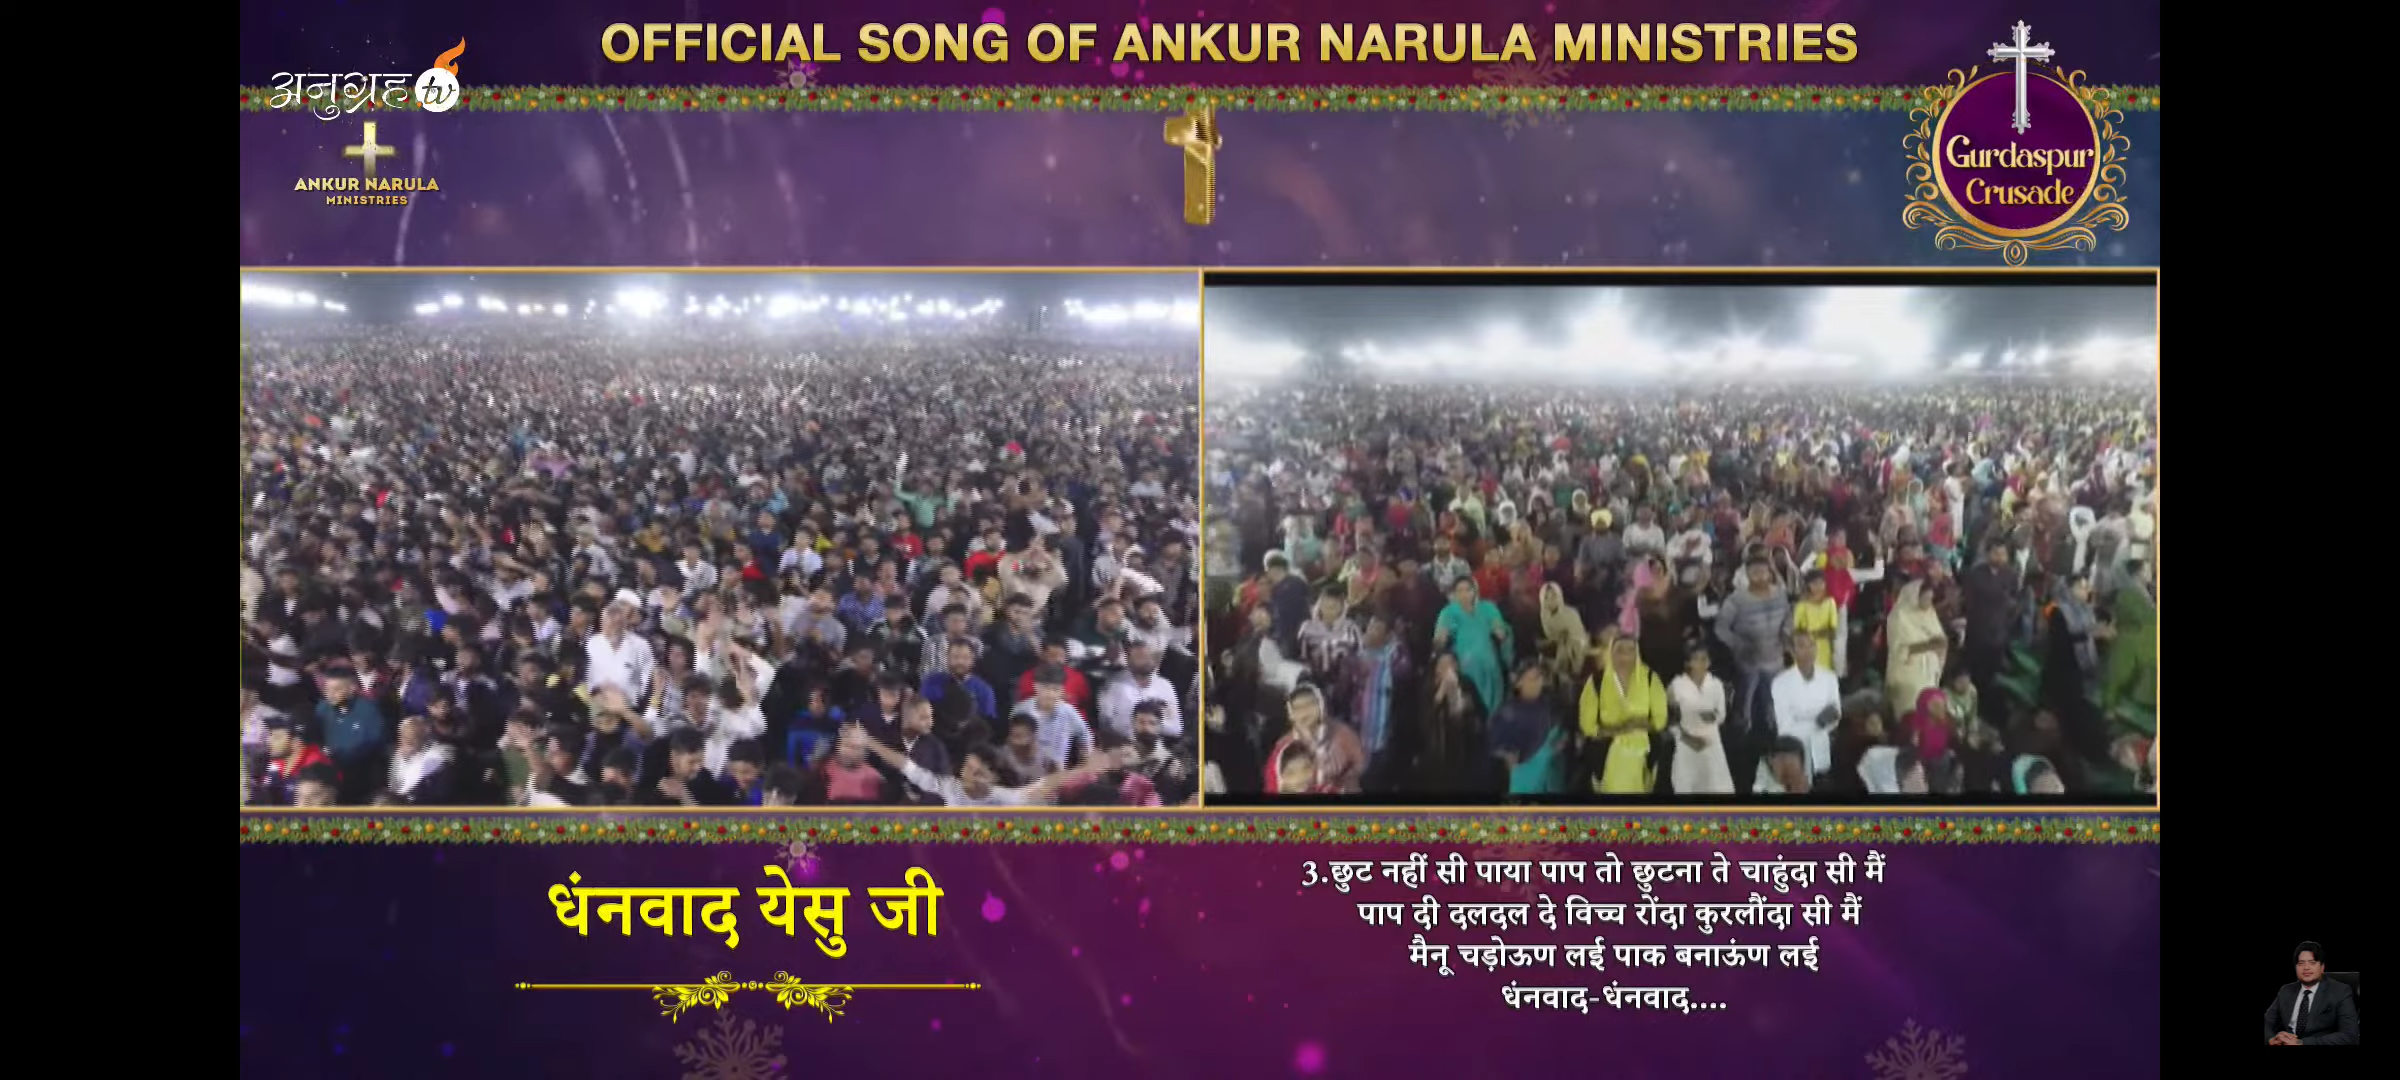 OFFICIAL SONG OF ANKUR NARULA MINISTRIES
अनुग्रह tv
ANKUR NARULA
MINISTRIES
Gurdaspur
Crusade
धंनवाद येसु जी
3.छुट नहीं सी पाया पाप तो छुटना ते चाहुंदा सी मैं
पाप दी दलदल दे विच्च रोंदा कुरलौंदा सी मैं
मैनू चड़ोऊण लई पाक बनाऊंण लई
धंनवाद-धंनवाद....